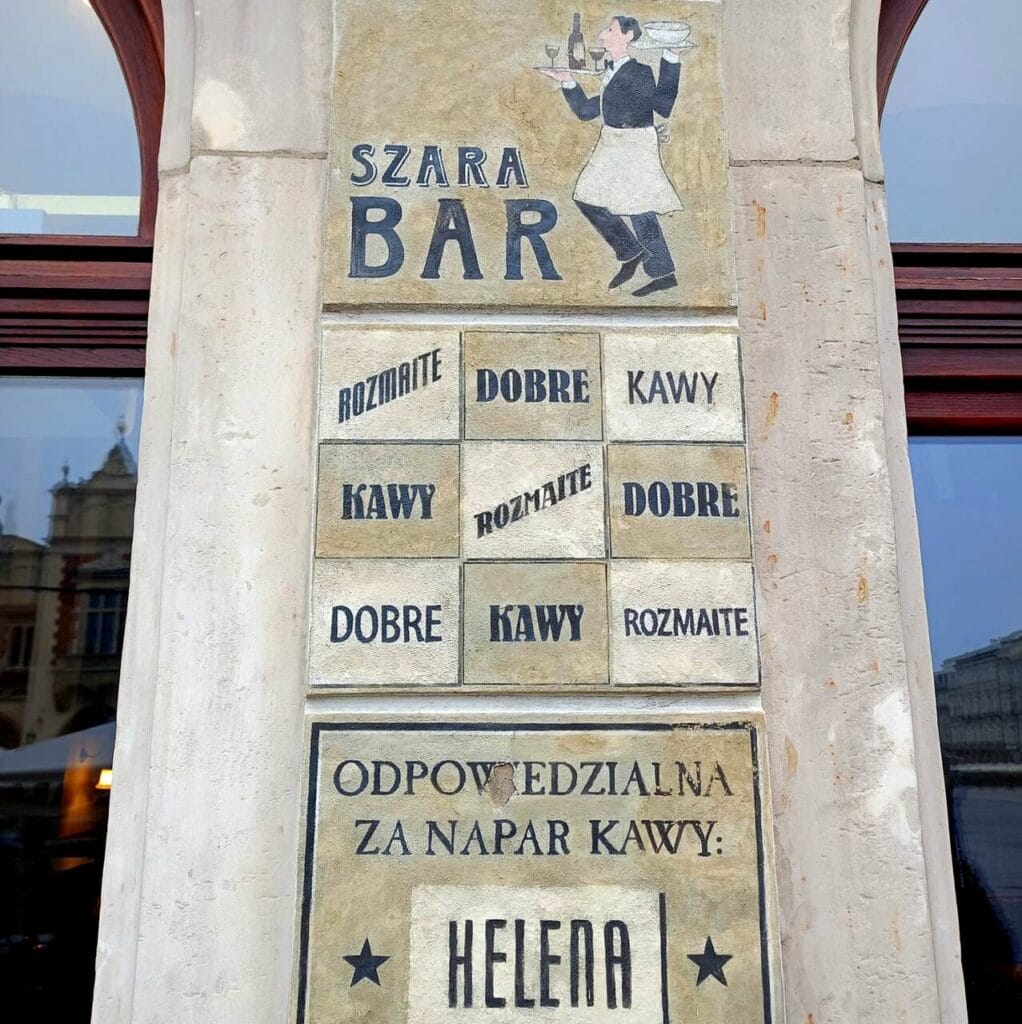 SZARA
BAR
ROZMAITE DOBRE KAWY
KAWY ROZMAITE DOBRE
DOBRE KAWY ROZMAITE
ODPOWIEDZIALNA
ZA NAPAR KAWY:
HELENA